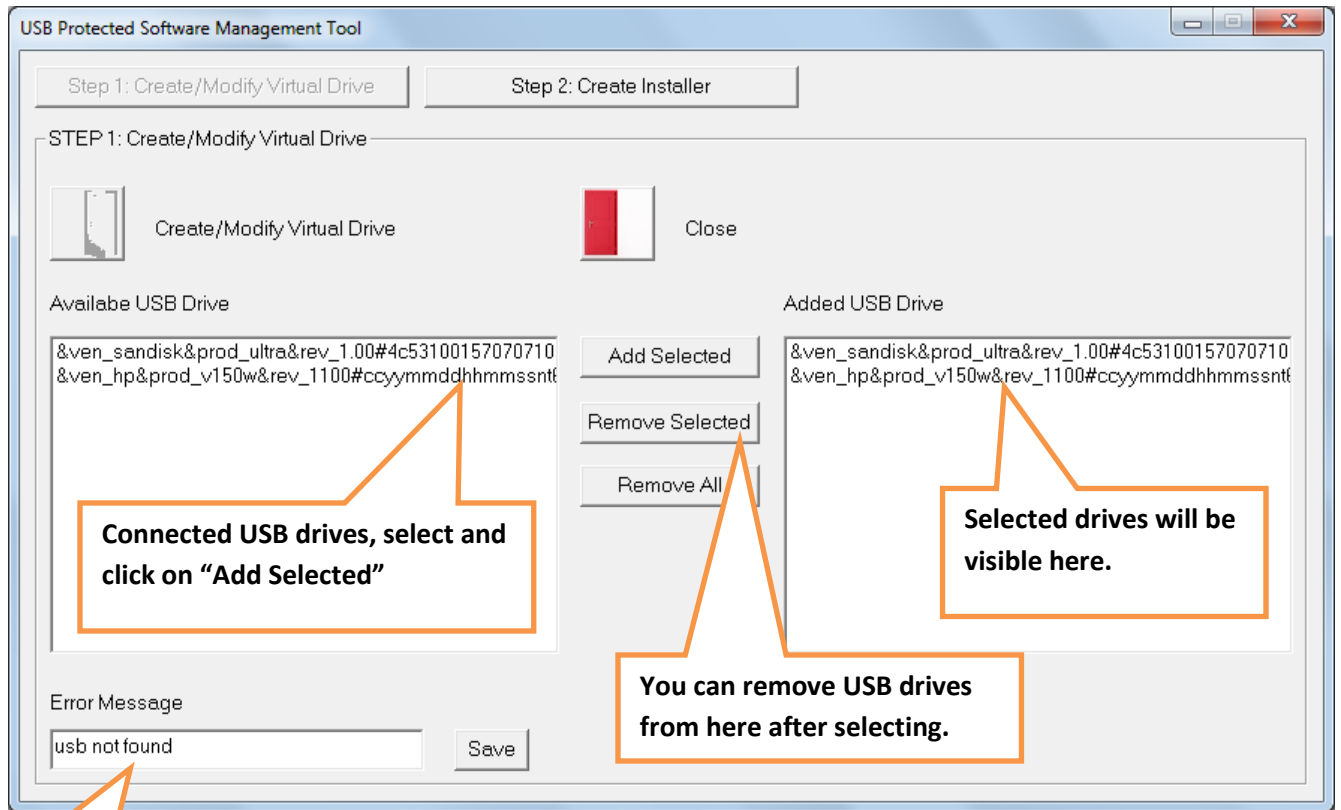 USB Protected Software Management Tool
Step 1: Create/Modify Virtual Drive
Step 2: Create Installer
STEP 1: Create/Modify Virtual Drive
Create/Modify Virtual Drive
Close
Availabe USB Drive
Added USB Drive
&ven_sandisk&prod_ultra&rev_1.00#4c53100157070710
&ven_hp&prod_v150w&rev_1100#ccyymmddhhmmssnt&
Add Selected
Remove Selected
Remove All
&ven_sandisk&prod_ultra&rev_1.00#4c53100157070710
&ven_hp&prod_v150w&rev_1100#ccyymmddhhmmssnt&
Connected USB drives, select and
click on “Add Selected”
Selected drives will be
visible here.
You can remove USB drives
from here after selecting.
Error Message
usb not found
Save